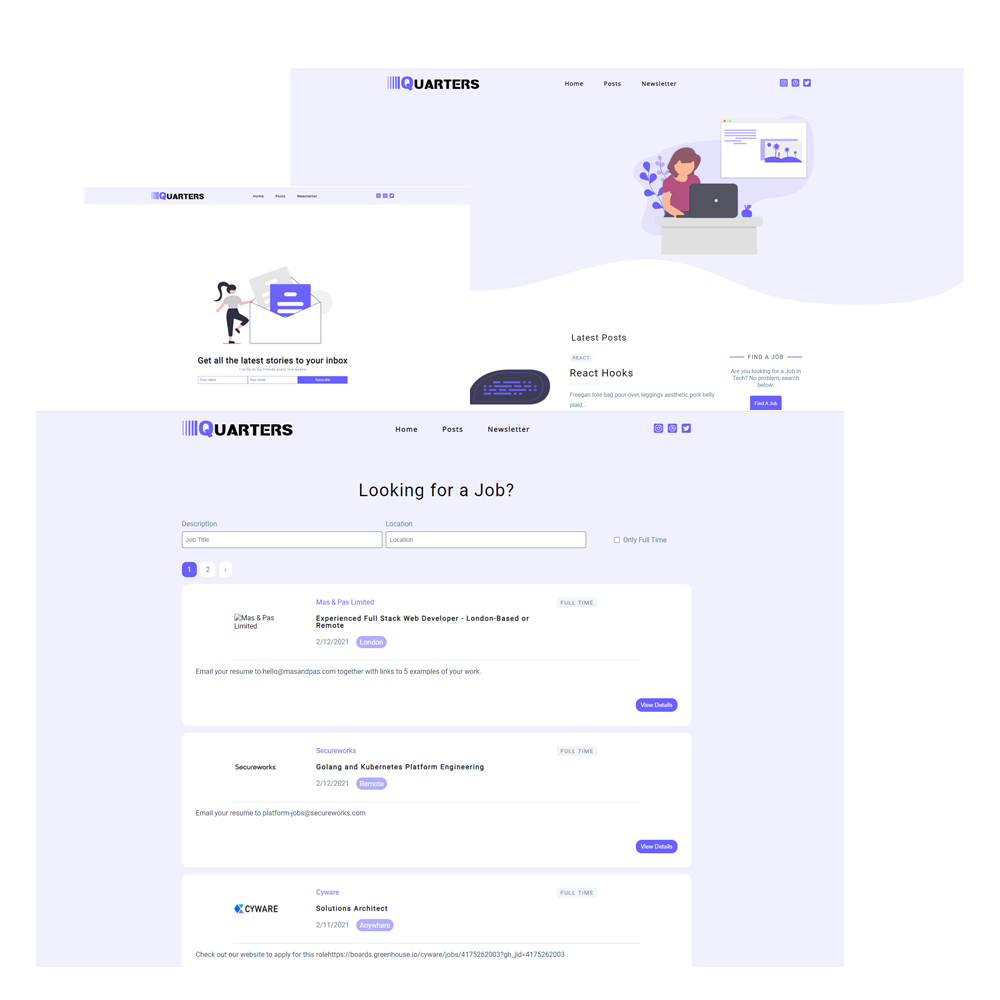 QUARTERS
Home Posts Newsletter
QUARTERS
Home Posts Newsletter
Get all the latest stories to your inbox
I write to my friends every few weeks
Your name Your email Subscribe
Latest Posts
REACT
React Hooks
Freegan tote bag pour-over, leggings aesthetic pork belly
plaid...
FIND A JOB
Are you looking for a Job in
Tech? No problem, search
below:
Find A Job
QUARTERS
Home Posts Newsletter
Looking for a Job?
Description Location
Job Title Location Only Full Time
1 2 ›
Mas & Pas Limited FULL TIME
Mas & Pas
Limited
Experienced Full Stack Web Developer - London-Based or
Remote
2/12/2021 London
Email your resume to hello@masandpas.com together with links to 5 examples of your work.
View Details
Secureworks FULL TIME
Secureworks Golang and Kubernetes Platform Engineering
2/12/2021 Remote
Email your resume to platform-jobs@secureworks.com
View Details
Cyware FULL TIME
CYWARE Solutions Architect
2/11/2021 Anywhere
Check out our website to apply for this rolehttps://boards.greenhouse.io/cyware/jobs/4175262003?gh_jid=4175262003